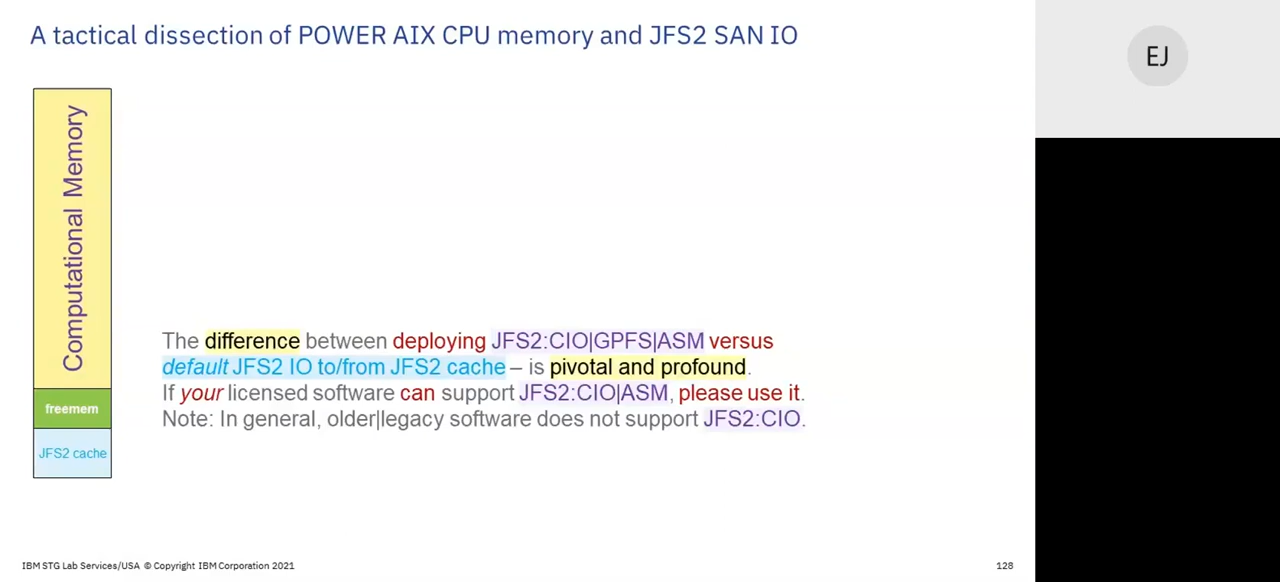 A tactical dissection of POWER AIX CPU memory and JFS2 SAN IO
EJ
Computational Memory
freemem
JFS2 cache
The difference between deploying JFS2:CIO|GPFS|ASM versus
default JFS2 IO to/from JFS2 cache – is pivotal and profound.
If your licensed software can support JFS2:CIO|ASM, please use it.
Note: In general, older|legacy software does not support JFS2:CIO.
IBM STG Lab Services/USA © Copyright IBM Corporation 2021
128